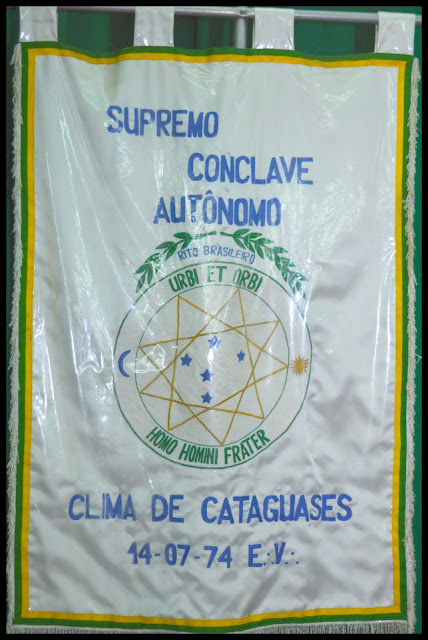 SUPREMO
CONCLAVE
AUTÔNOMO
RITO BRASILEIRO
URBI ET ORBI
HOMO HOMINI FRATER
CLIMA DE CATAGUASES
14-07-74 E.·.V.·.